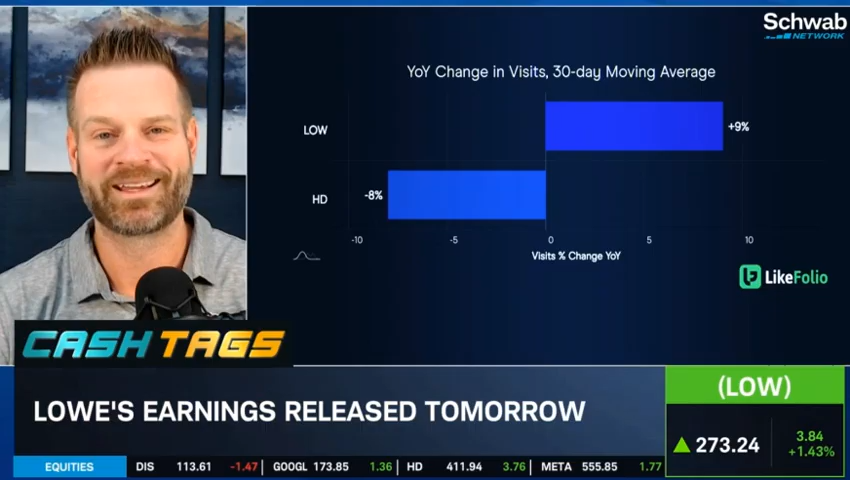 Schwab
NETWORK
YoY Change in Visits, 30-day Moving Average
LOW
+9%
HD
-8%
-10 -5 0 5 10
Visits % Change YoY
LikeFolio
CASHTAGS
LOWE'S EARNINGS RELEASED TOMORROW
(LOW)
273.24
3.84
+1.43%
EQUITIES DIS 113.61 -1.47 GOOGL 173.85 1.36 HD 411.94 3.76 META 555.85 1.77